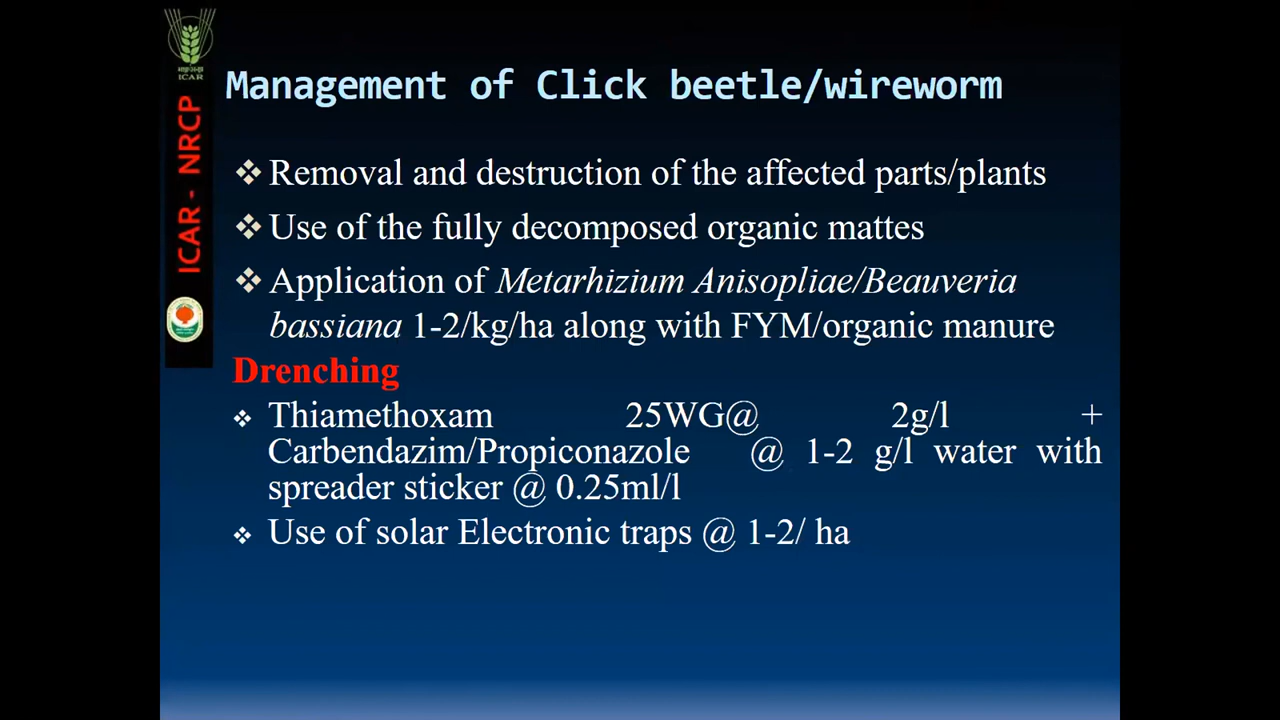 ICAR
ICAR - NRCP
Management of Click beetle/wireworm
❖ Removal and destruction of the affected parts/plants
❖ Use of the fully decomposed organic mattes
❖ Application of Metarhizium Anisopliae/Beauveria
bassiana 1-2/kg/ha along with FYM/organic manure
Drenching
❖ Thiamethoxam 25WG@ 2g/l +
Carbendazim/Propiconazole @ 1-2 g/l water with
spreader sticker @ 0.25ml/l
❖ Use of solar Electronic traps @ 1-2/ ha